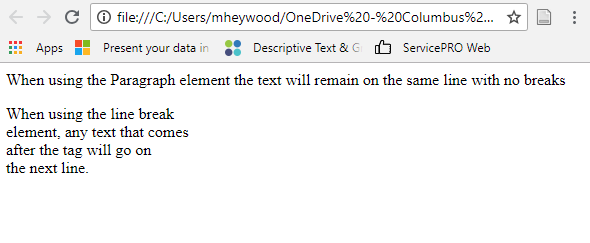 file:///C:/Users/mheywood/OneDrive%20-%20Columbus%2...
Apps Present your data in Descriptive Text & G ServicePRO Web
When using the Paragraph element the text will remain on the same line with no breaks
When using the line break
element, any text that comes
after the tag will go on
the next line.